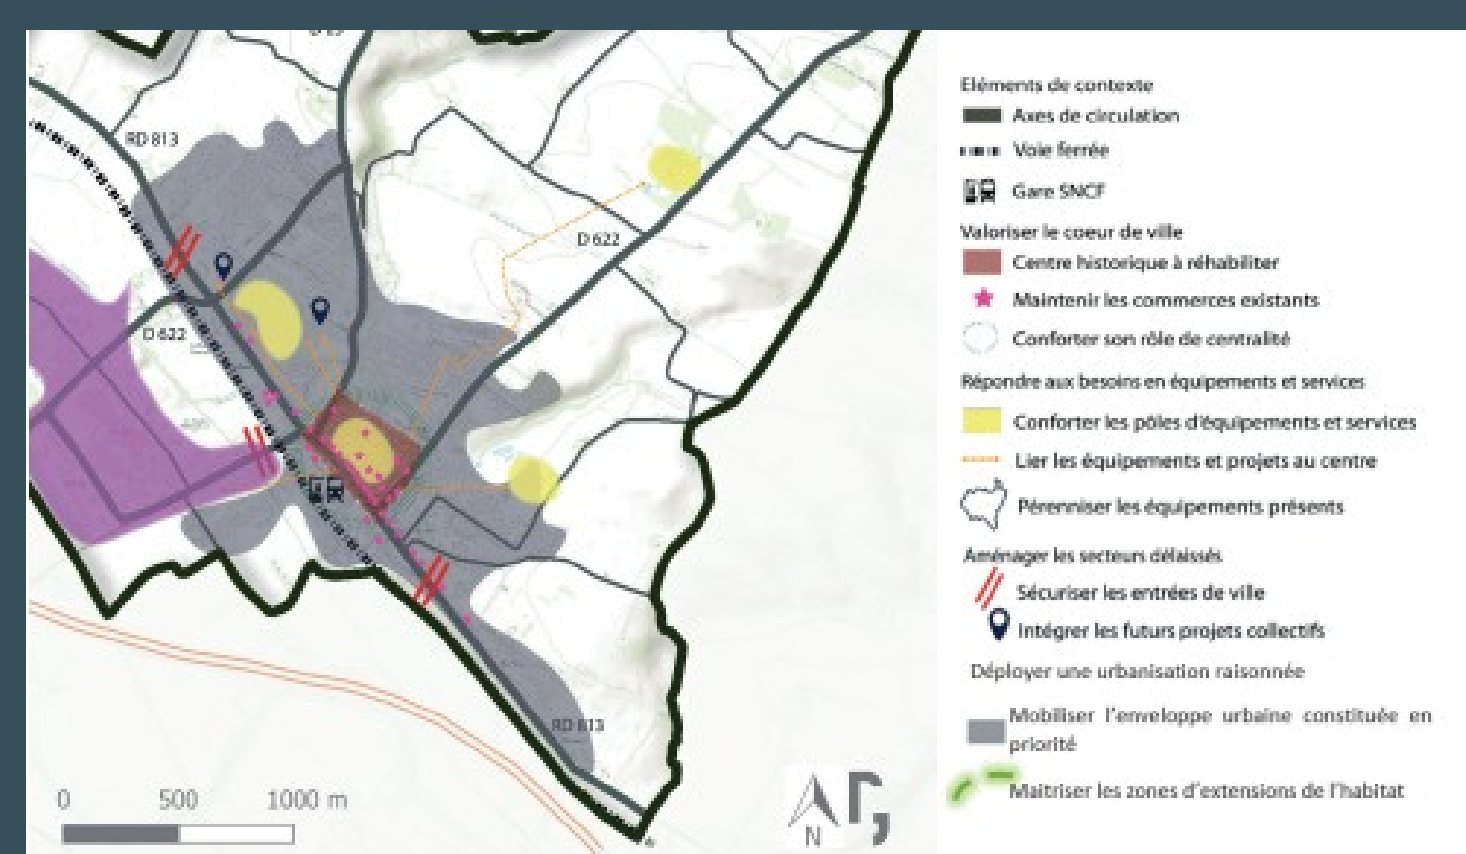 RD 813
D 622
D 622
RD 813
0 500 1000 m
N
Eléments de contexte
Axes de circulation
Voie ferrée
Gare SNCF
Valoriser le coeur de ville
Centre historique à réhabiliter
Maintenir les commerces existants
Conforter son rôle de centralité
Répondre aux besoins en équipements et services
Conforter les pôles d'équipements et services
Lier les équipements et projets au centre
Pérenniser les équipements présents
Aménager les secteurs délaissés
Sécuriser les entrées de ville
Intégrer les futurs projets collectifs
Déployer une urbanisation raisonnée
Mobiliser l'enveloppe urbaine constituée en
priorité
Maitriser les zones d'extensions de l'habitat